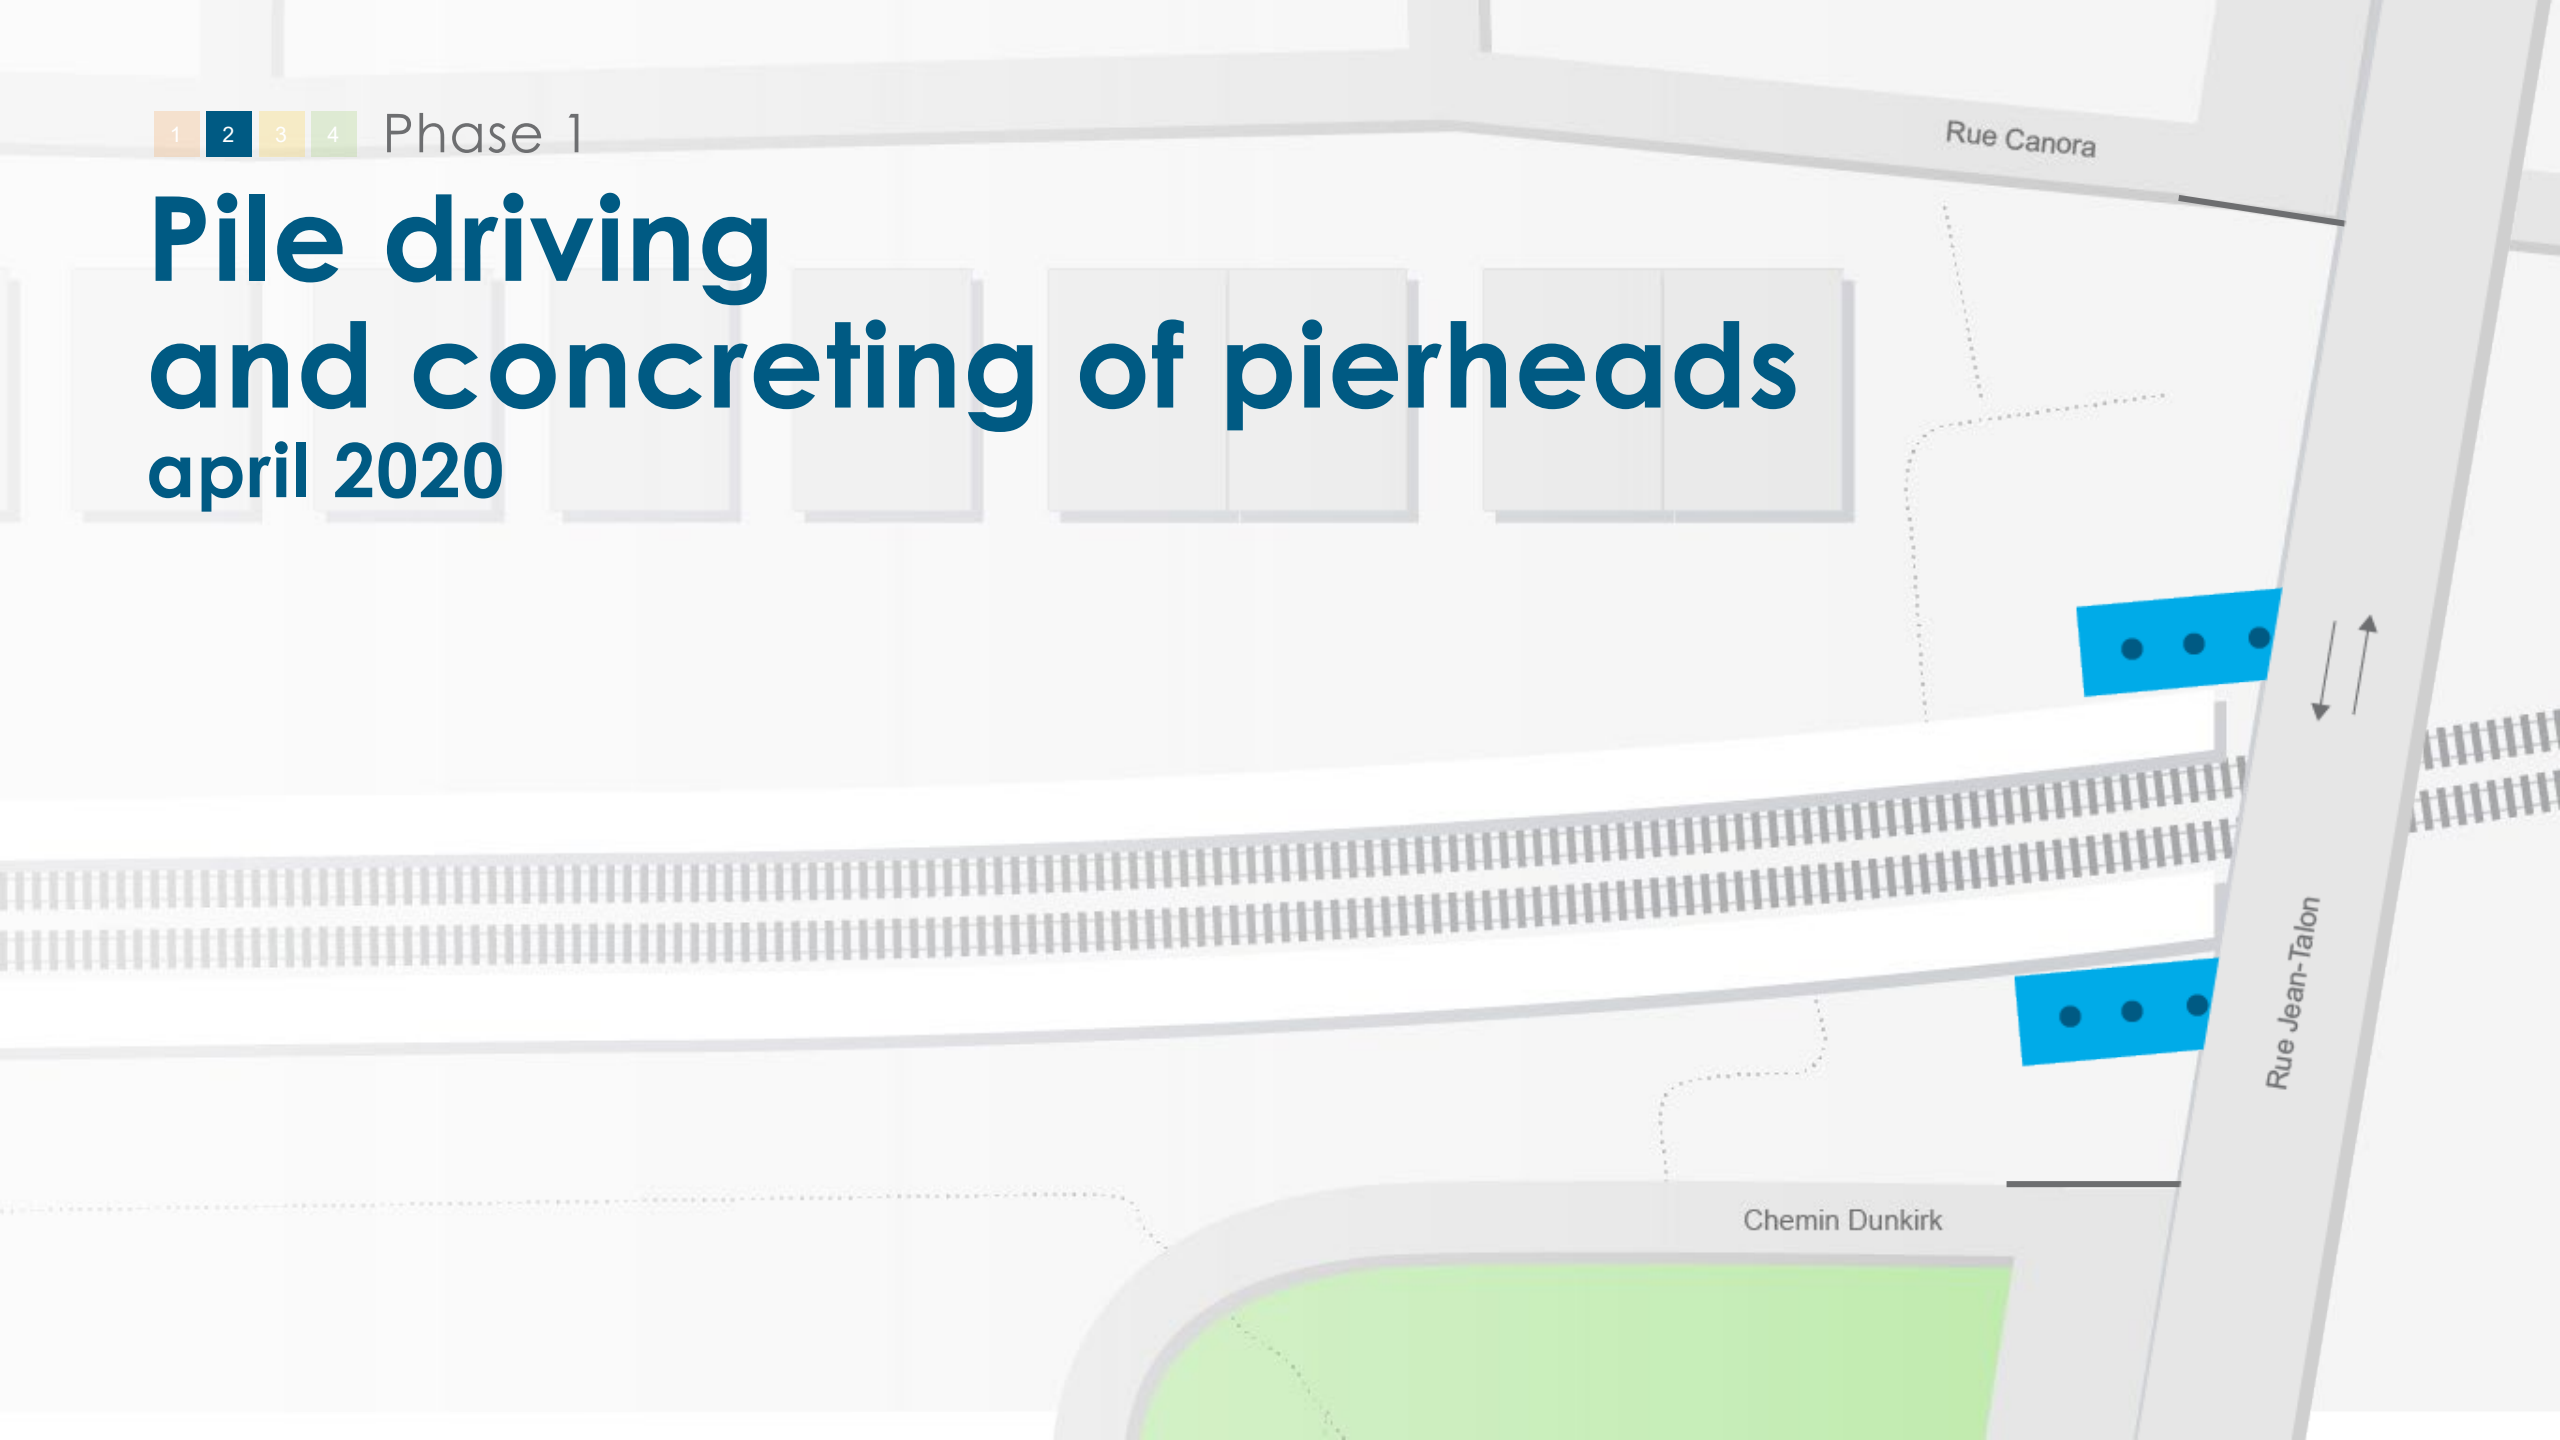 1 2 3 4 Phase 1
Pile driving
and concreting of pierheads
april 2020
Rue Canora
Rue Jean-Talon
Chemin Dunkirk